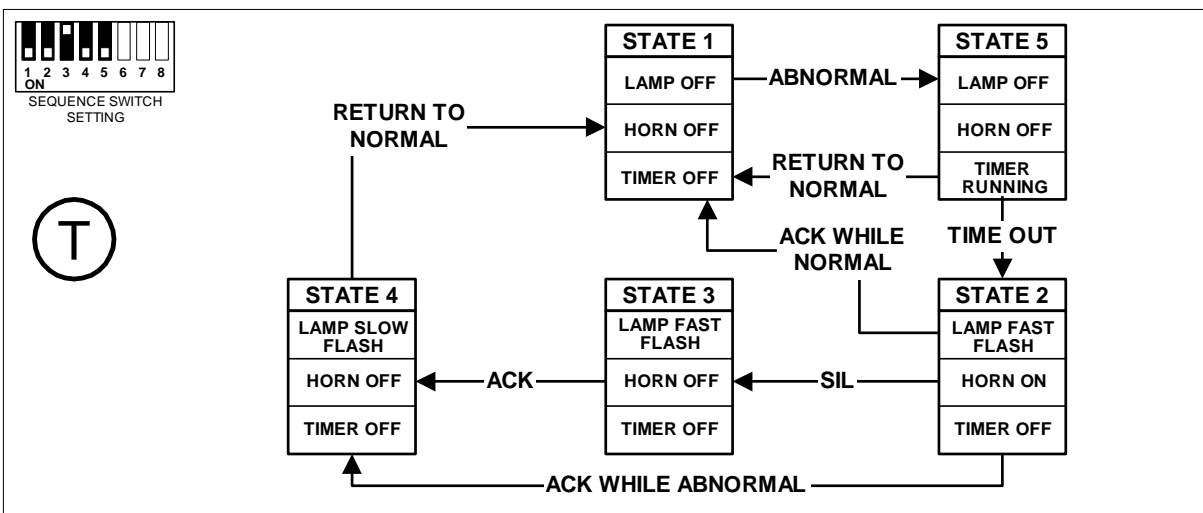 1 2 3 4 5 6 7 8
ON
SEQUENCE SWITCH
SETTING
T
STATE 1
LAMP OFF
HORN OFF
TIMER OFF
ABNORMAL
STATE 5
LAMP OFF
HORN OFF
TIMER
RUNNING
RETURN TO
NORMAL
RETURN TO
NORMAL
ACK WHILE
NORMAL
TIME OUT
STATE 4
LAMP SLOW
FLASH
HORN OFF
TIMER OFF
ACK
STATE 3
LAMP FAST
FLASH
HORN OFF
TIMER OFF
SIL
STATE 2
LAMP FAST
FLASH
HORN ON
TIMER OFF
ACK WHILE ABNORMAL